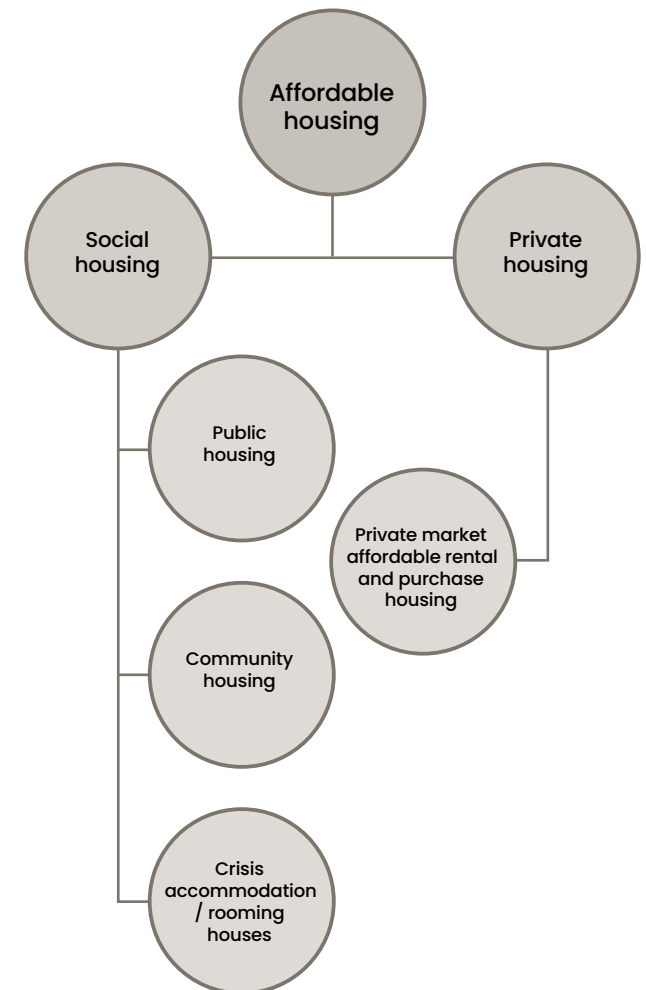 Affordable
housing
Social
housing
Private
housing
Public
housing
Private market
affordable rental
and purchase
housing
Community
housing
Crisis
accommodation
/ rooming
houses